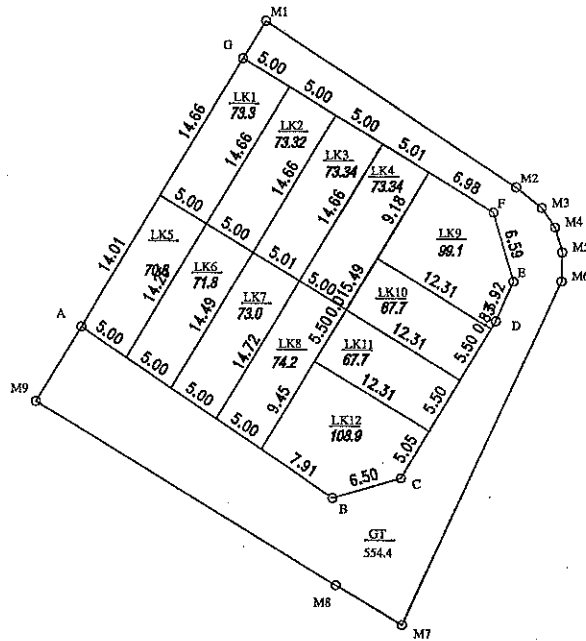 M1
G
5.00
5.00
5.00
5.01
6.98
M2
M3
M4
M5
M6
LK1
73.3
LK2
73.32
LK3
73.34
LK4
73.34
14.66
14.66
14.66
14.66
9.18
F
6.59
E
LK9
99.1
12.31
D
5.00
5.00
5.01
5.00
LK5
LK6
71.8
LK7
73.0
LK8
74.2
14.01
14.49
14.72
9.45
5.50
LK10
67.7
12.31
5.50
LK11
67.7
12.31
5.50
A
5.00
5.00
5.00
5.00
7.91
LK12
108.9
5.05
6.50
C
B
M9
GT
554.4
M8
M7